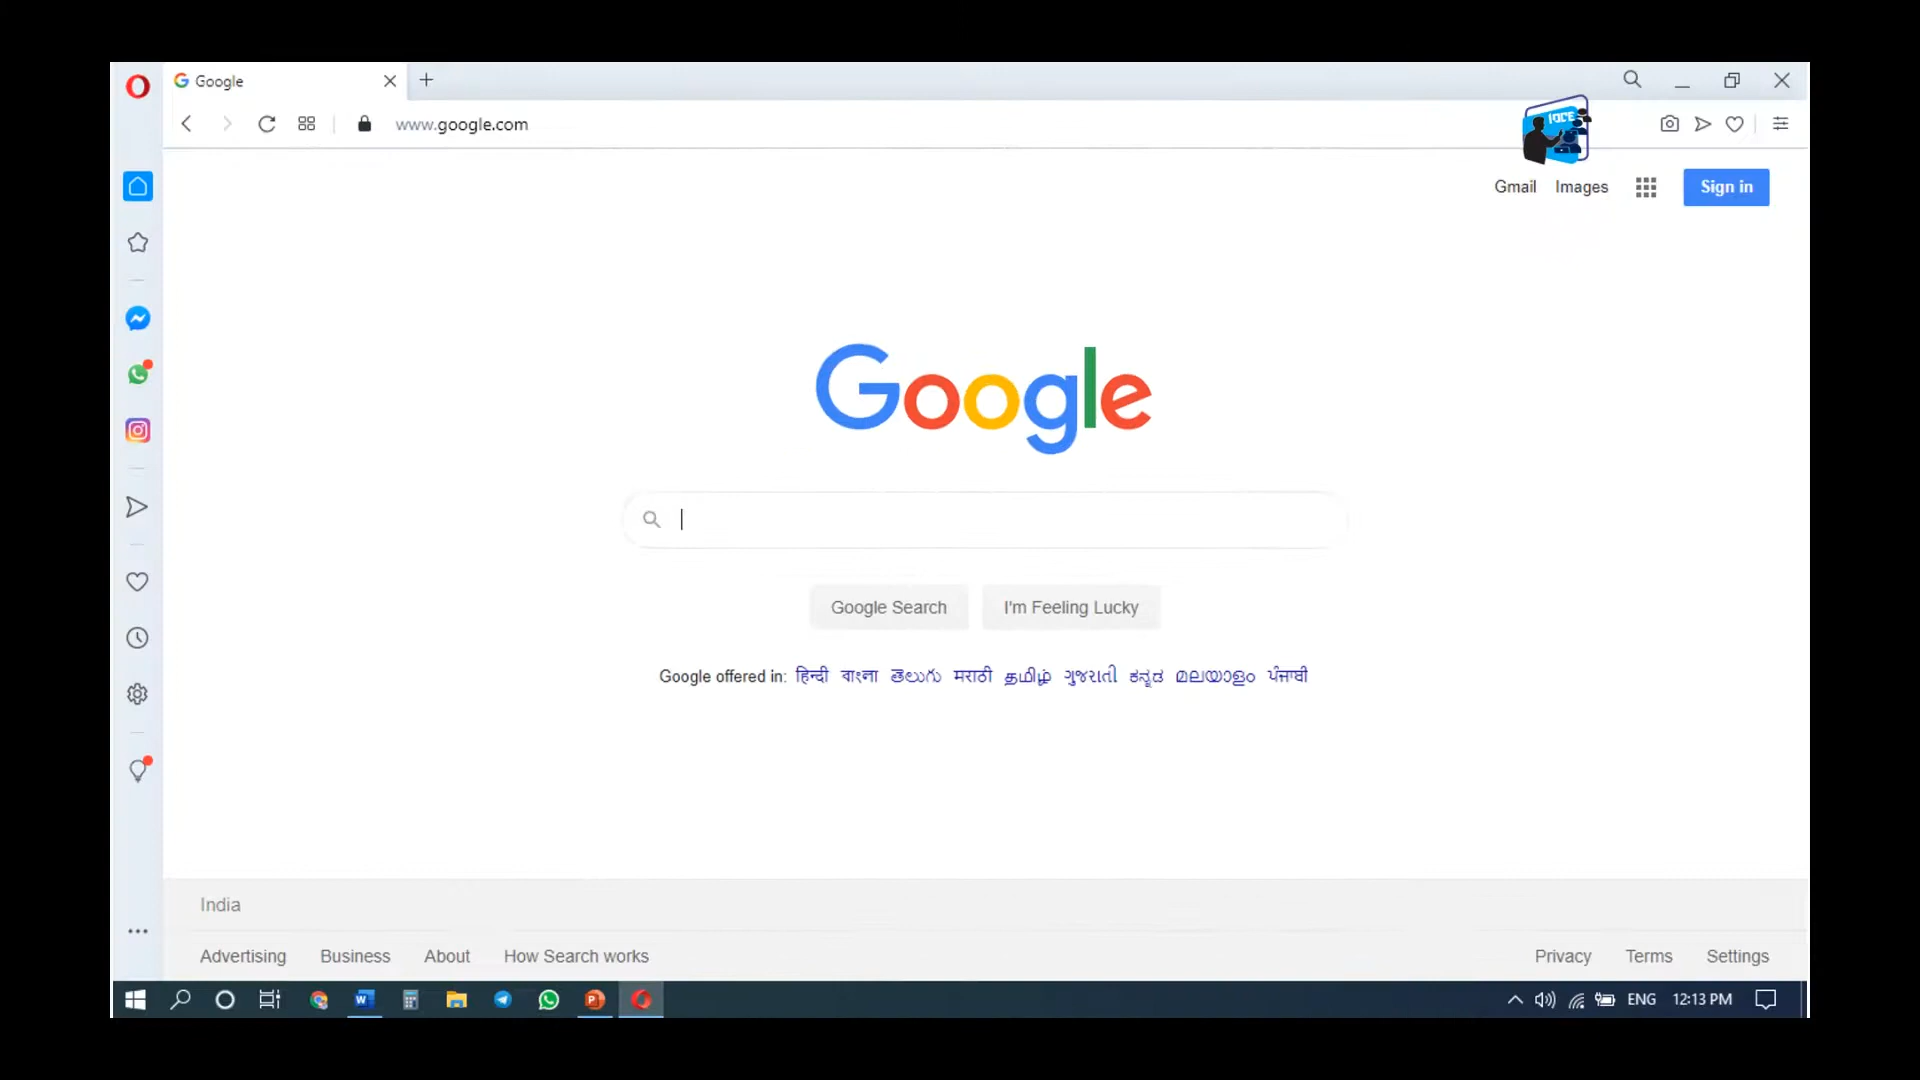 Google
www.google.com
IQCE
Gmail Images Sign in
Google
Google Search I'm Feeling Lucky
Google offered in: हिन्दी বাংলা తెలుగు मराठी தமிழ் ગુજરાતી ಕನ್ನಡ മലയാളം ਪੰਜਾਬੀ
India
Advertising Business About How Search works Privacy Terms Settings
ENG 12:13 PM